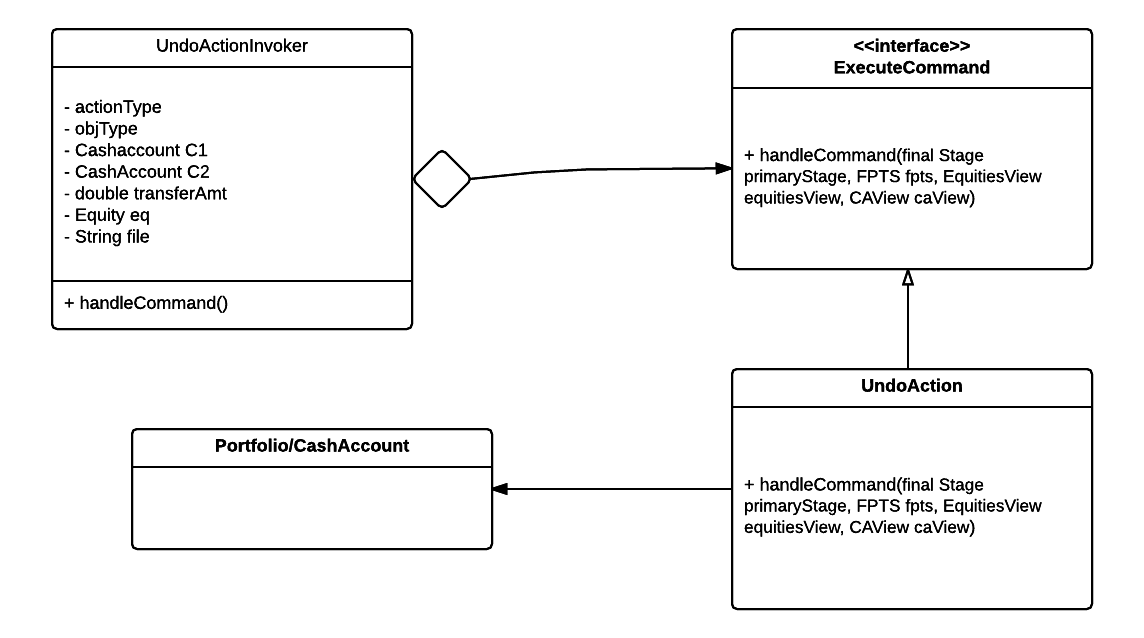 UndoActionInvoker
- actionType
- objType
- Cashaccount C1
- CashAccount C2
- double transferAmt
- Equity eq
- String file
+ handleCommand()
<<interface>>
ExecuteCommand
+ handleCommand(final Stage
primaryStage, FPTS fpts, EquitiesView
equitiesView, CAView caView)
Portfolio/CashAccount
UndoAction
+ handleCommand(final Stage
primaryStage, FPTS fpts, EquitiesView
equitiesView, CAView caView)